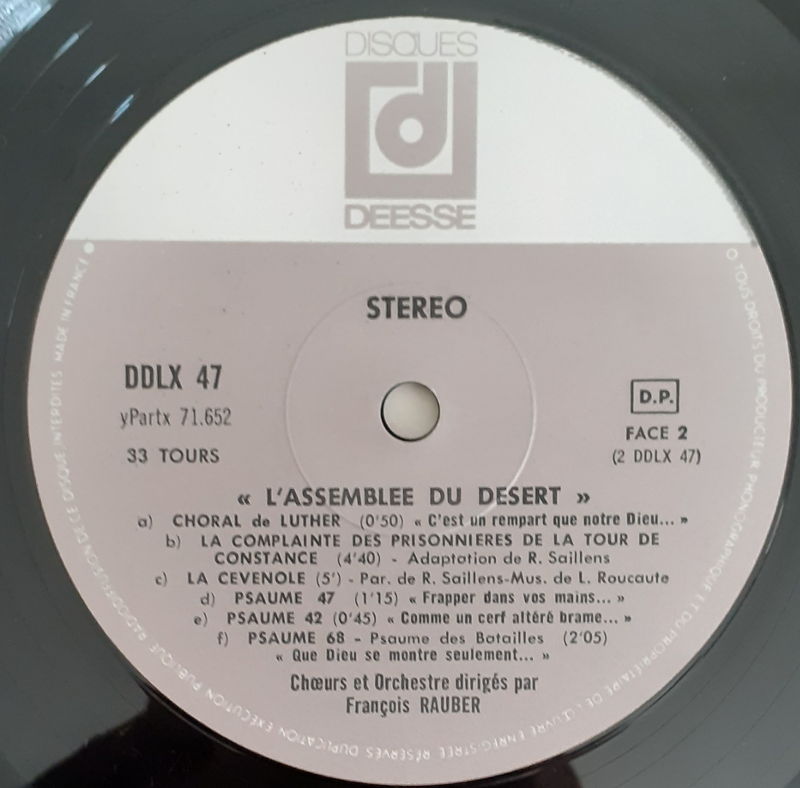 DISQUES
DEESSE
STEREO
DDLX 47
yPartx 71.652
33 TOURS
D.P.
FACE 2
(2 DDLX 47)
« L'ASSEMBLEE DU DESERT »
a) CHORAL de LUTHER (0'50) « C'est un rempart que notre Dieu... »
b) LA COMPLAINTE DES PRISONNIERES DE LA TOUR DE
CONSTANCE (4'40) - Adaptation de R. Saillens
c) LA CEVENOLE (5') - Par. de R. Saillens-Mus. de L. Roucaute
d) PSAUME 47 (1'15) « Frapper dans vos mains... »
e) PSAUME 42 (0'45) « Comme un cerf altéré brame... »
f) PSAUME 68 - Psaume des Batailles (2'05)
« Que Dieu se montre seulement... »
Chœurs et Orchestre dirigés par
François RAUBER
TOUS DROITS DU PRODUCTEUR PHONOGRAPHIQUE ET DU PROPRIÉTAIRE DE L'ŒUVRE ENREGISTRÉE RÉSERVÉS DUPLICATION EXÉCUTION PUBLIQUE RADIODIFFUSION DE CE DISQUE INTERDITES MADE IN FRANCE